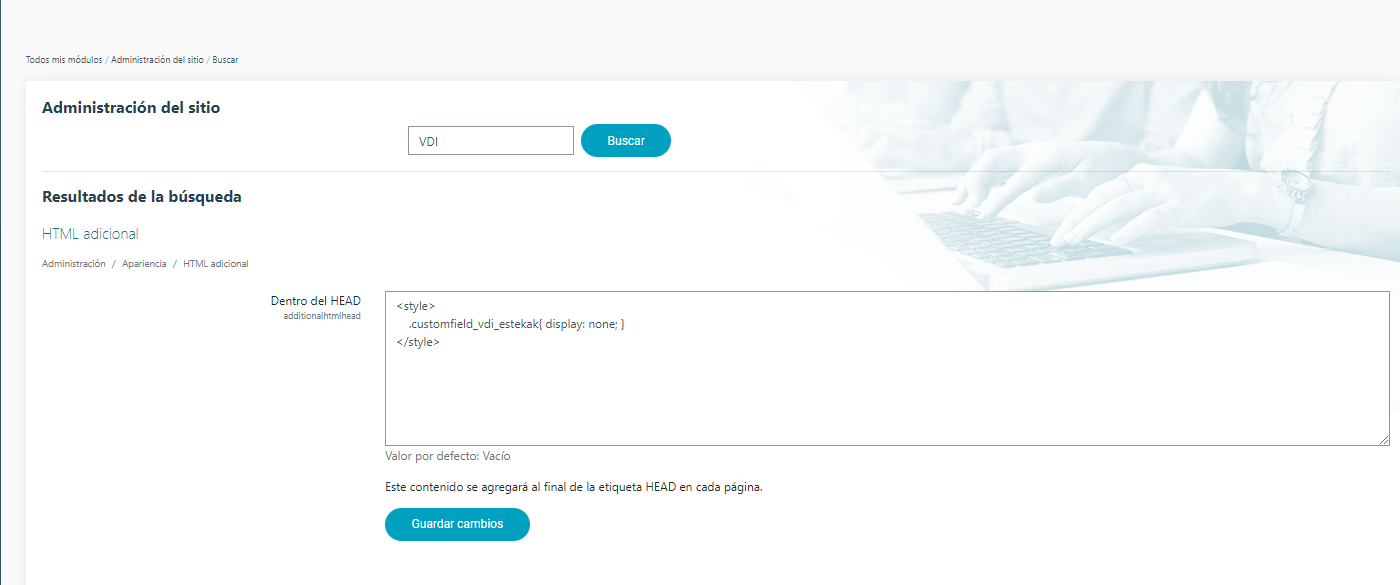 Todos mis módulos / Administración del sitio / Buscar
Administración del sitio
VDI Buscar
Resultados de la búsqueda
HTML adicional
Administración / Apariencia / HTML adicional
Dentro del HEAD
additionalhtmlhead
<style>
.customfield_vdi_estekak{ display: none; }
</style>
Valor por defecto: Vacío
Este contenido se agregará al final de la etiqueta HEAD en cada página.
Guardar cambios